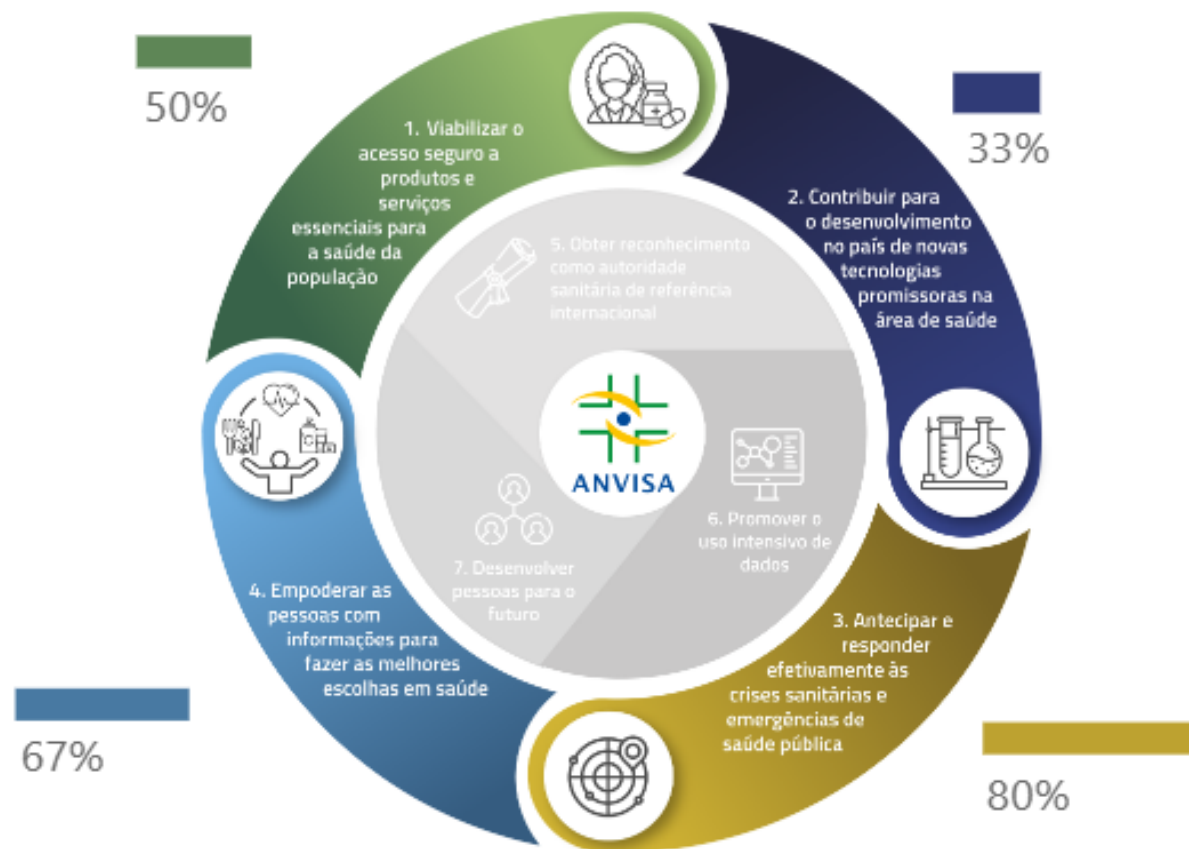 50%
33%
1. Viabilizar o
acesso seguro a
produtos e
serviços
essenciais para
a saúde da
população
2. Contribuir para
o desenvolvimento
no país de novas
tecnologias
promissoras na
área de saúde
5. Obter reconhecimento
como autoridade
sanitária de referência
internacional
ANVISA
6. Promover o
uso intensivo de
dados
7. Desenvolver
pessoas para o
futuro
4. Empoderar as
pessoas com
informações para
fazer as melhores
escolhas em saúde
3. Antecipar e
responder
efetivamente às
crises sanitárias e
emergências de
saúde pública
67%
80%